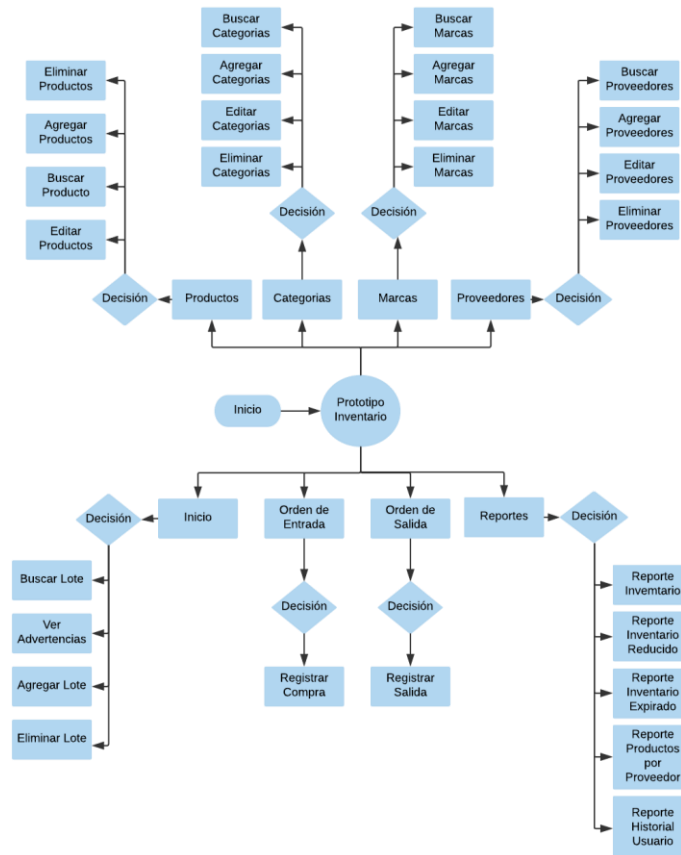 Buscar
Categorias
Agregar
Categorias
Editar
Categorias
Eliminar
Categorias
Buscar
Marcas
Agregar
Marcas
Editar
Marcas
Eliminar
Marcas
Eliminar
Productos
Agregar
Productos
Buscar
Producto
Editar
Productos
Buscar
Proveedores
Agregar
Proveedores
Editar
Proveedores
Eliminar
Proveedores
Decisión
Decisión
Decisión
Productos
Categorias
Marcas
Proveedores
Decisión
Inicio
Prototipo
Inventario
Decisión
Inicio
Orden de
Entrada
Orden de
Salida
Reportes
Decisión
Buscar Lote
Ver
Advertencias
Agregar Lote
Eliminar Lote
Decisión
Registrar
Compra
Decisión
Registrar
Salida
Reporte
Invemtario
Reporte
Inventario
Reducido
Reporte
Inventario
Expirado
Reporte
Productos
por
Proveedor
Reporte
Historial
Usuario